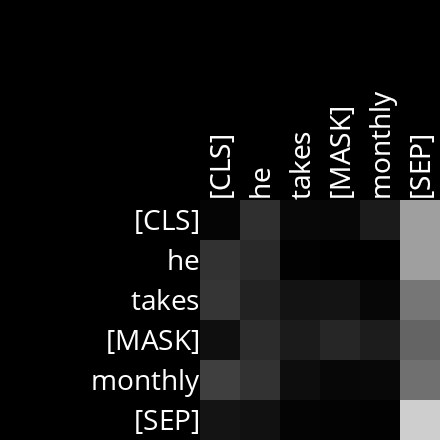 [CLS]
he
takes
[MASK]
monthly
[SEP]
[CLS]
he
takes
[MASK]
monthly
[SEP]